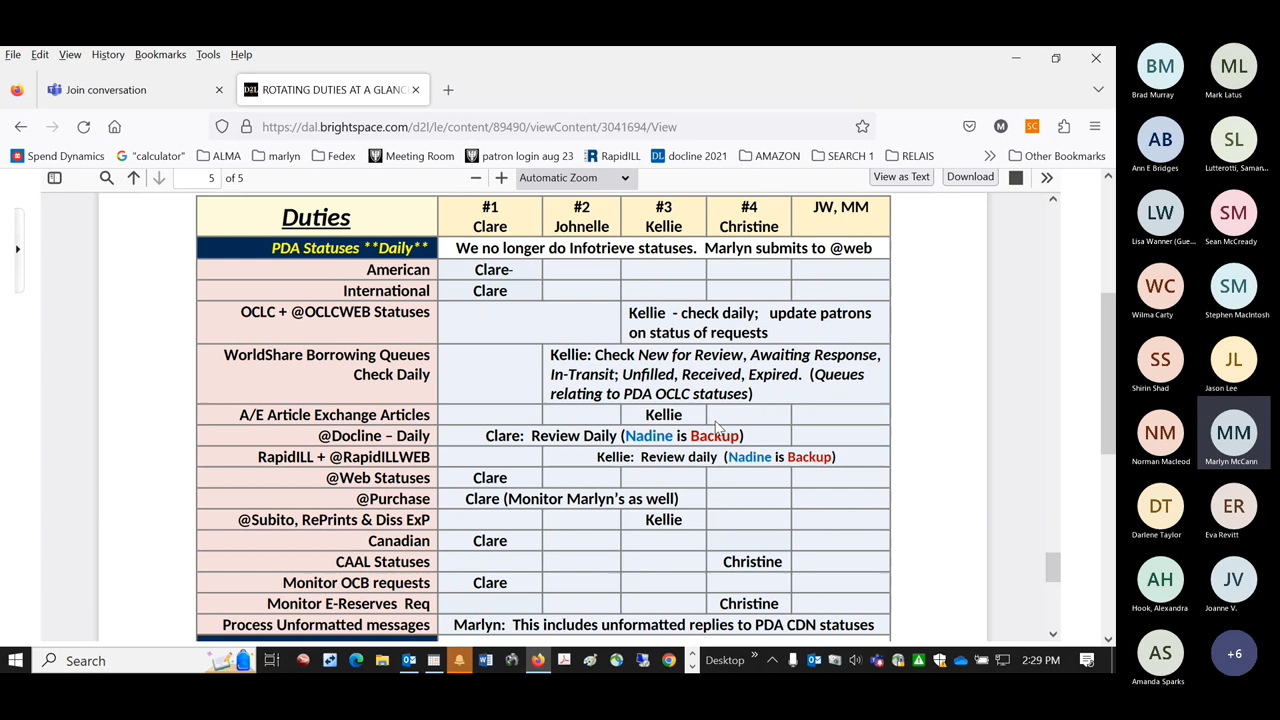 File Edit View History Bookmarks Tools Help
Join conversation
D2L ROTATING DUTIES AT A GLANC
https://dal.brightspace.com/d2l/le/content/89490/viewContent/3041694/View
M
SC
Spend Dynamics "calculator" ALMA marlyn Fedex Meeting Room patron login aug 23 RapidILL docline 2021 AMAZON SEARCH 1 RELAIS Other Bookmarks
5 of 5 Automatic Zoom View as Text Download
Duties #1 Clare #2 Johnelle #3 Kellie #4 Christine JW, MM
PDA Statuses **Daily** We no longer do Infotrieve statuses. Marlyn submits to @web
American Clare-
International Clare
OCLC + @OCLCWEB Statuses Kellie - check daily; update patrons
on status of requests
WorldShare Borrowing Queues Kellie: Check New for Review, Awaiting Response,
Check Daily In-Transit; Unfilled, Received, Expired. (Queues
relating to PDA OCLC statuses)
A/E Article Exchange Articles Kellie
@Docline – Daily Clare: Review Daily (Nadine is Backup)
RapidILL + @RapidILLWEB Kellie: Review daily (Nadine is Backup)
@Web Statuses Clare
@Purchase Clare (Monitor Marlyn's as well)
@Subito, RePrints & Diss ExP Kellie
Canadian Clare
CAAL Statuses Christine
Monitor OCB requests Clare
Monitor E-Reserves Req Christine
Process Unformatted messages Marlyn: This includes unformatted replies to PDA CDN statuses
Search Desktop 2:29 PM
BM ML
Brad Murray Mark Latus
AB SL
Ann E Bridges Lutterotti, Saman...
LW SM
Lisa Wanner (Gue... Sean McCready
WC SM
Wilma Carty Stephen MacIntosh
SS JL
Shirin Shad Jason Lee
NM MM
Norman Macleod Marlyn McCann
DT ER
Darlene Taylor Eva Revitt
AH JV
Hook, Alexandra Joanne V.
AS +6
Amanda Sparks